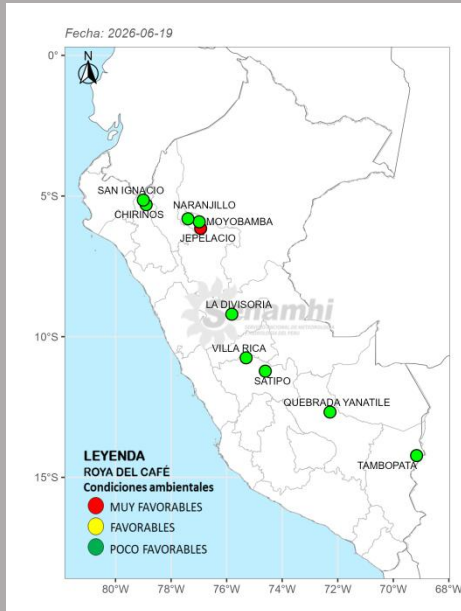 Fecha: 2026-06-19
N
0°
SAN IGNACIO
NARANJILLO
5°S
CHIRINOS
MOYOBAMBA
JEPELACIO
LA DIVISORIA
Senamhi
10°S
VILLA RICA
SATIPO
QUEBRADA YANATILE
TAMBOPATA
15°S
LEYENDA
ROYA DEL CAFÉ
Condiciones ambientales
MUY FAVORABLES
FAVORABLES
POCO FAVORABLES
80°W 78°W 76°W 74°W 72°W 70°W 68°W